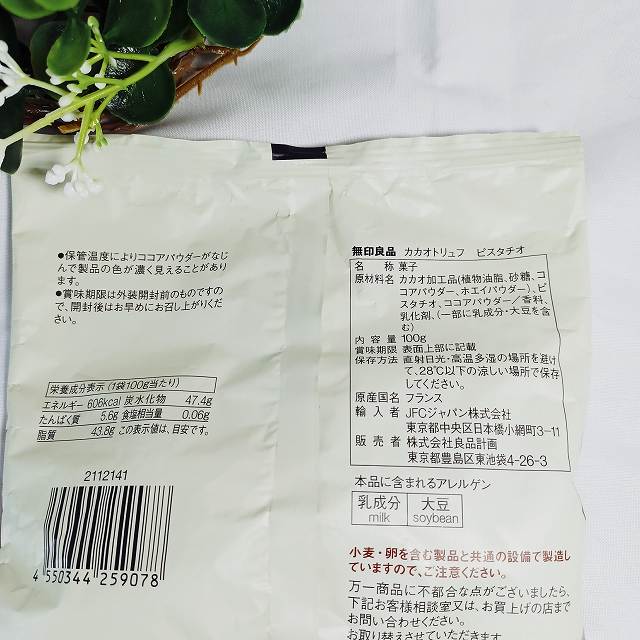 ●保管温度によりココアパウダーがなじ
んで製品の色が濃く見えることがあり
ます。
●賞味期限は外装開封前のものですの
で、開封後はお早めにお召し上がりくだ
さい。
栄養成分表示(1袋100g当たり)
エネルギー 606kcal 炭水化物 47.4g
たんぱく質 5.6g 食塩相当量 0.06g
脂質 43.8g この表示値は、目安です。
2112141
4 550344 259078
無印良品 カカオトリュフ ピスタチオ
名称 菓子
原材料名 カカオ加工品(植物油脂、砂糖、コ
コアパウダー、ホエイパウダー)、ピ
スタチオ、ココアパウダー/香料、
乳化剤、(一部に乳成分・大豆を含
む)
内容量 100g
賞味期限 表面上部に記載
保存方法 直射日光・高温多湿の場所を避け
て、28℃以下の涼しい場所で保存
してください。
原産国名 フランス
輸入者 JFCジャパン株式会社
東京都中央区日本橋小網町3-11
販売者 株式会社良品計画
東京都豊島区東池袋4-26-3
本品に含まれるアレルゲン
乳成分 大豆
milk soybean
小麦・卵を含む製品と共通の設備で製造し
ていますので、ご注意ください。
万一商品に不都合な点がございましたら、
下記お客様相談室又は、お買上げの店まで
お問い合わせください。
お取り替えさせていただきます